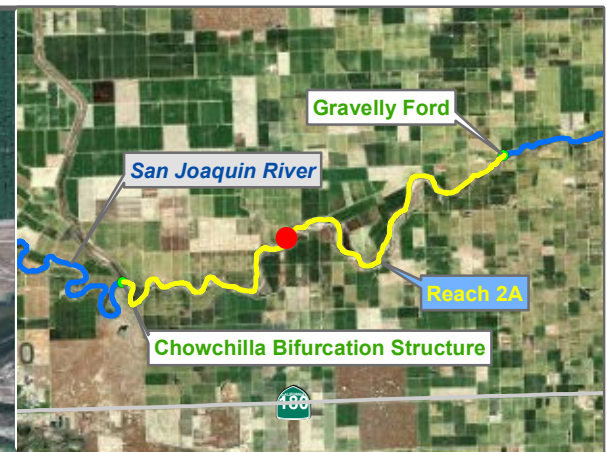 Gravelly Ford
San Joaquin River
Reach 2A
Chowchilla Bifurcation Structure
180